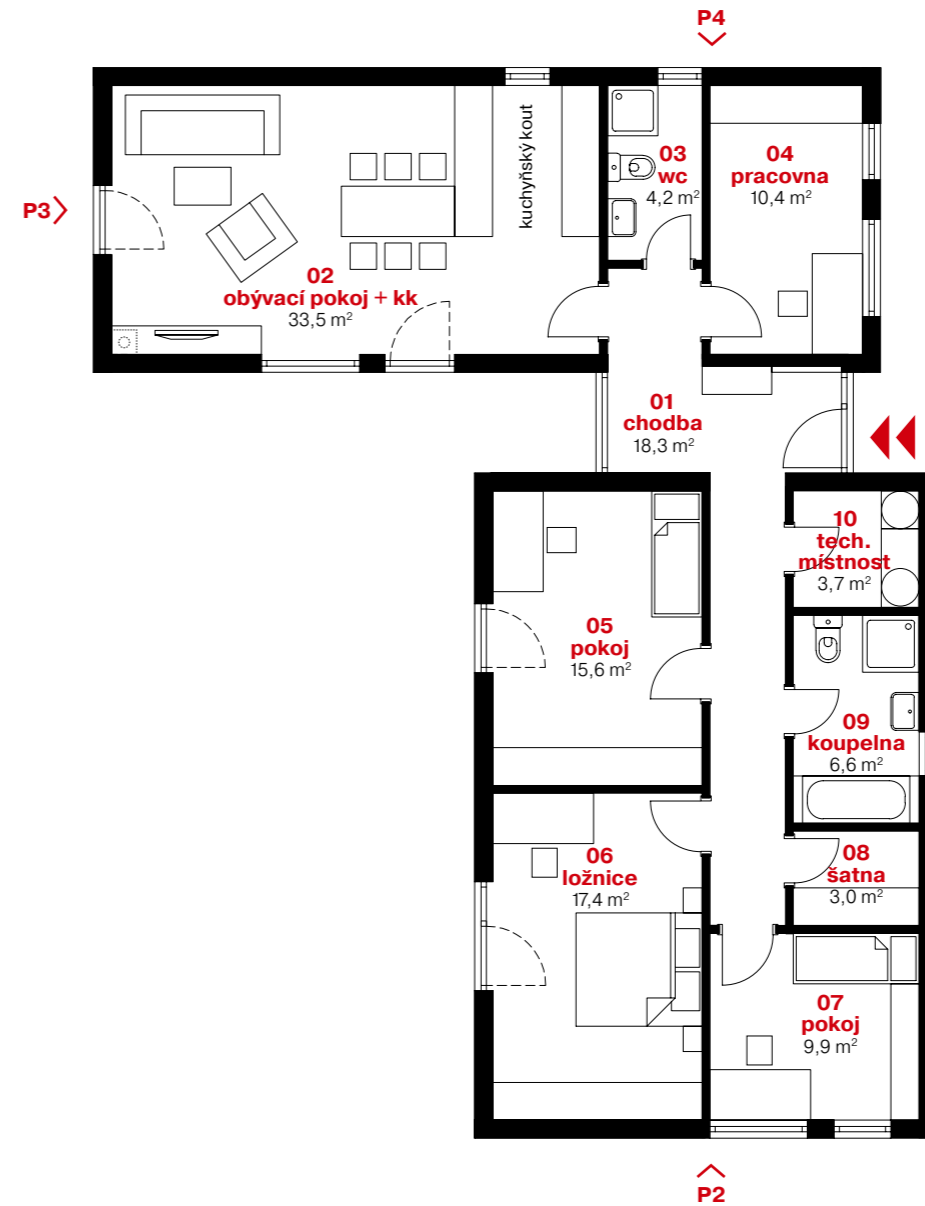 P4
P3
kuchyňský kout
03
wc
4,2 m²
04
pracovna
10,4 m²
02
obývací pokoj + kk
33,5 m²
01
chodba
18,3 m²
10
tech.
místnost
3,7 m²
05
pokoj
15,6 m²
09
koupelna
6,6 m²
06
ložnice
17,4 m²
08
šatna
3,0 m²
07
pokoj
9,9 m²
P2